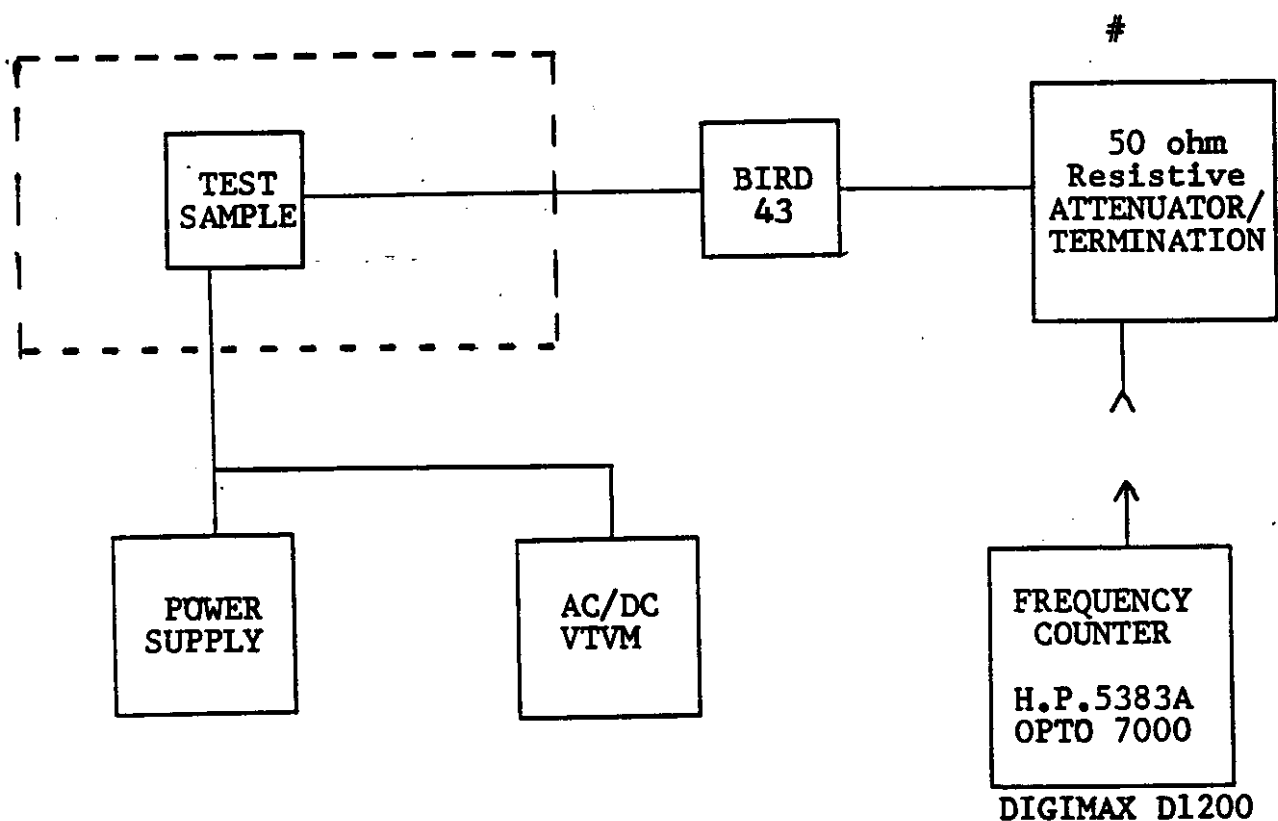 #
50 ohm
Resistive
ATTENUATOR/
TERMINATION
TEST
SAMPLE
BIRD
43
POWER
SUPPLY
AC/DC
VTVM
FREQUENCY
COUNTER
H.P.5383A
OPTO 7000
DIGIMAX D1200